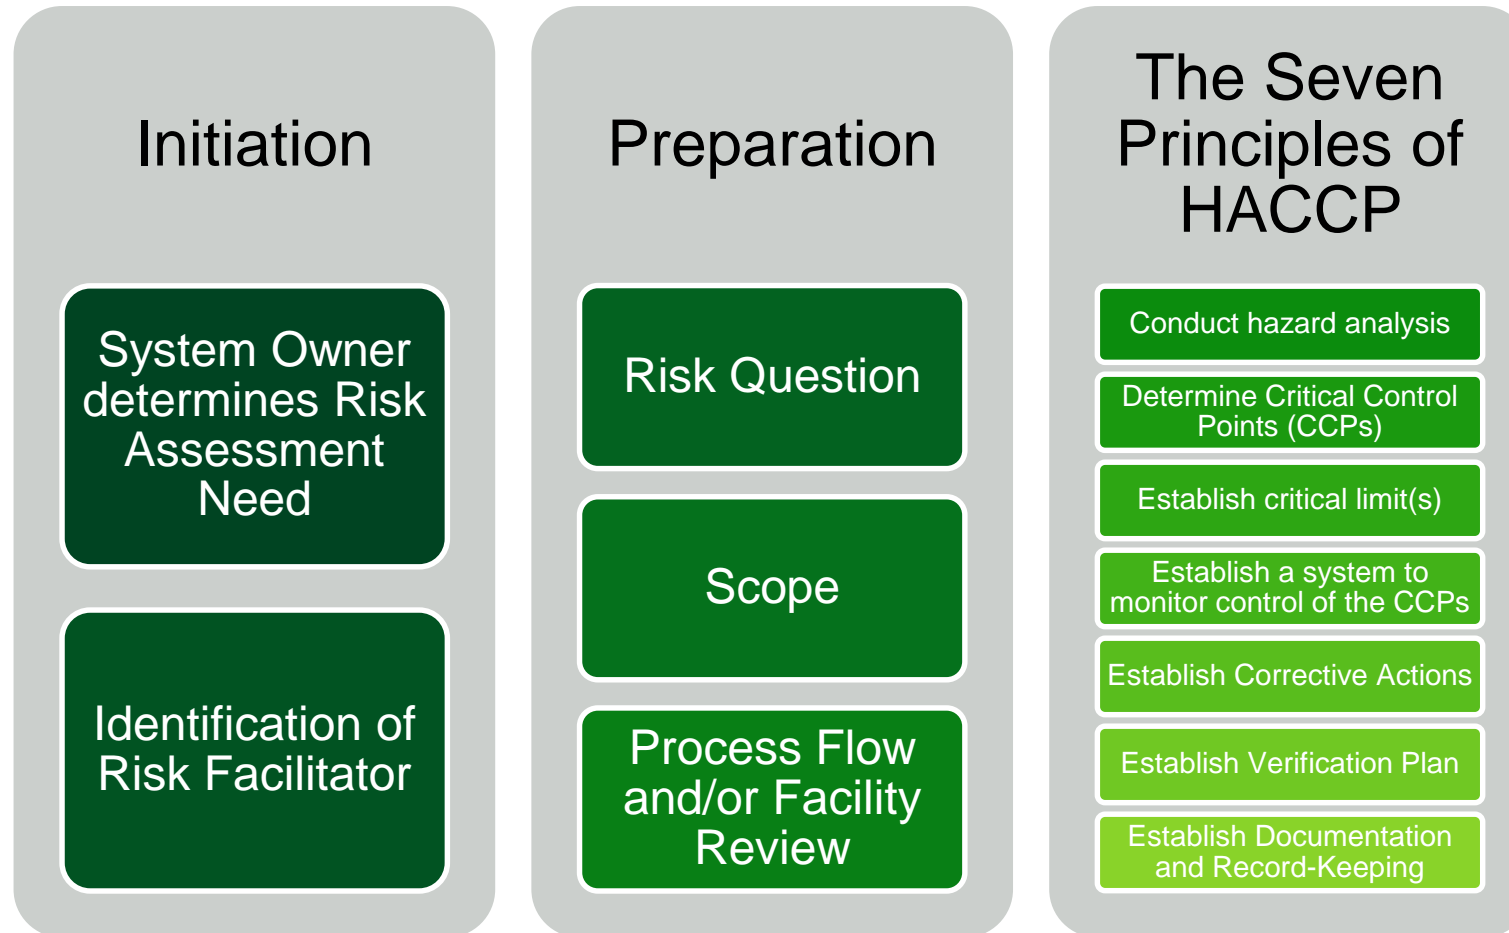 Initiation
System Owner
determines Risk
Assessment
Need
Identification of
Risk Facilitator
Preparation
Risk Question
Scope
Process Flow
and/or Facility
Review
The Seven
Principles of
HACCP
Conduct hazard analysis
Determine Critical Control
Points (CCPs)
Establish critical limit(s)
Establish a system to
monitor control of the CCPs
Establish Corrective Actions
Establish Verification Plan
Establish Documentation
and Record-Keeping